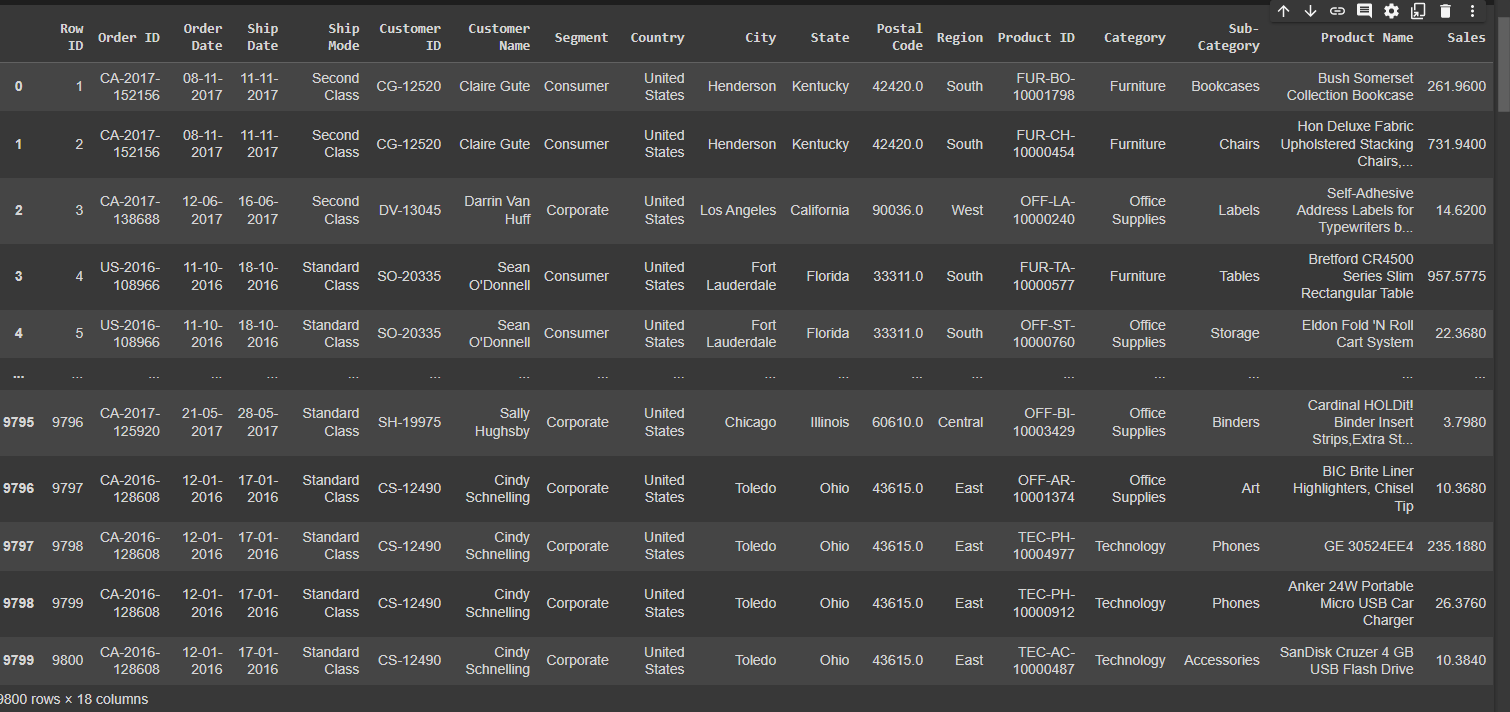 Row ID Order ID Order Date Ship Date Ship Mode Customer ID Customer Name Segment Country City State Postal Code Region Product ID Category Sub-Category Product Name Sales
0 1 CA-2017-152156 08-11-2017 11-11-2017 Second Class CG-12520 Claire Gute Consumer United States Henderson Kentucky 42420.0 South FUR-BO-10001798 Furniture Bookcases Bush Somerset Collection Bookcase 261.9600
1 2 CA-2017-152156 08-11-2017 11-11-2017 Second Class CG-12520 Claire Gute Consumer United States Henderson Kentucky 42420.0 South FUR-CH-10000454 Furniture Chairs Hon Deluxe Fabric Upholstered Stacking Chairs,... 731.9400
2 3 CA-2017-138688 12-06-2017 16-06-2017 Second Class DV-13045 Darrin Van Huff Corporate United States Los Angeles California 90036.0 West OFF-LA-10000240 Office Supplies Labels Self-Adhesive Address Labels for Typewriters b... 14.6200
3 4 US-2016-108966 11-10-2016 18-10-2016 Standard Class SO-20335 Sean O'Donnell Consumer United States Fort Lauderdale Florida 33311.0 South FUR-TA-10000577 Furniture Tables Bretford CR4500 Series Slim Rectangular Table 957.5775
4 5 US-2016-108966 11-10-2016 18-10-2016 Standard Class SO-20335 Sean O'Donnell Consumer United States Fort Lauderdale Florida 33311.0 South OFF-ST-10000760 Office Supplies Storage Eldon Fold 'N Roll Cart System 22.3680
... ... ... ... ... ... ... ... ... ... ... ... ... ... ... ... ... ... ...
9795 9796 CA-2017-125920 21-05-2017 28-05-2017 Standard Class SH-19975 Sally Hughsby Corporate United States Chicago Illinois 60610.0 Central OFF-BI-10003429 Office Supplies Binders Cardinal HOLDit! Binder Insert Strips,Extra St... 3.7980
9796 9797 CA-2016-128608 12-01-2016 17-01-2016 Standard Class CS-12490 Cindy Schnelling Corporate United States Toledo Ohio 43615.0 East OFF-AR-10001374 Office Supplies Art BIC Brite Liner Highlighters, Chisel Tip 10.3680
9797 9798 CA-2016-128608 12-01-2016 17-01-2016 Standard Class CS-12490 Cindy Schnelling Corporate United States Toledo Ohio 43615.0 East TEC-PH-10004977 Technology Phones GE 30524EE4 235.1880
9798 9799 CA-2016-128608 12-01-2016 17-01-2016 Standard Class CS-12490 Cindy Schnelling Corporate United States Toledo Ohio 43615.0 East TEC-PH-10000912 Technology Phones Anker 24W Portable Micro USB Car Charger 26.3760
9799 9800 CA-2016-128608 12-01-2016 17-01-2016 Standard Class CS-12490 Cindy Schnelling Corporate United States Toledo Ohio 43615.0 East TEC-AC-10000487 Technology Accessories SanDisk Cruzer 4 GB USB Flash Drive 10.3840
9800 rows × 18 columns